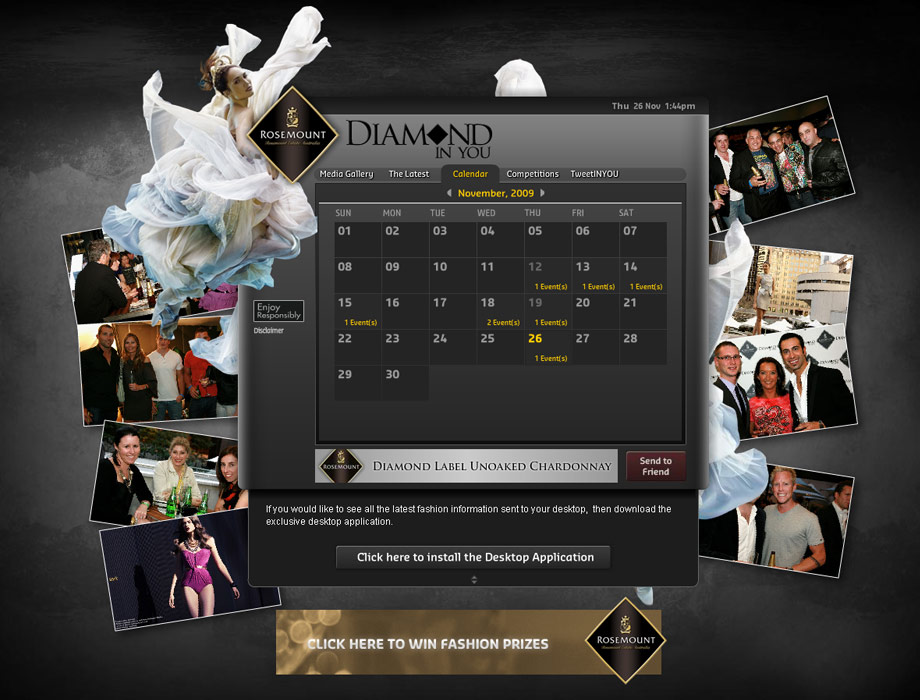 Thu 26 Nov 1:44pm
ROSEMOUNT
Rosemount Estate Australia
DIAMOND
IN YOU
Media Gallery The Latest Calendar Competitions TweetINYOU
November, 2009
SUN MON TUE WED THU FRI SAT
01 02 03 04 05 06 07
08 09 10 11 12 13 14
1 Event(s) 1 Event(s) 1 Event(s)
15 16 17 18 19 20 21
1 Event(s) 2 Event(s) 1 Event(s)
22 23 24 25 26 27 28
1 Event(s)
29 30
Enjoy
Responsibly
Disclaimer
ROSEMOUNT
DIAMOND LABEL UNOAKED CHARDONNAY
Send to
Friend
If you would like to see all the latest fashion information sent to your desktop, then download the
exclusive desktop application.
Click here to install the Desktop Application
CLICK HERE TO WIN FASHION PRIZES
ROSEMOUNT
Rosemount Estate Australia